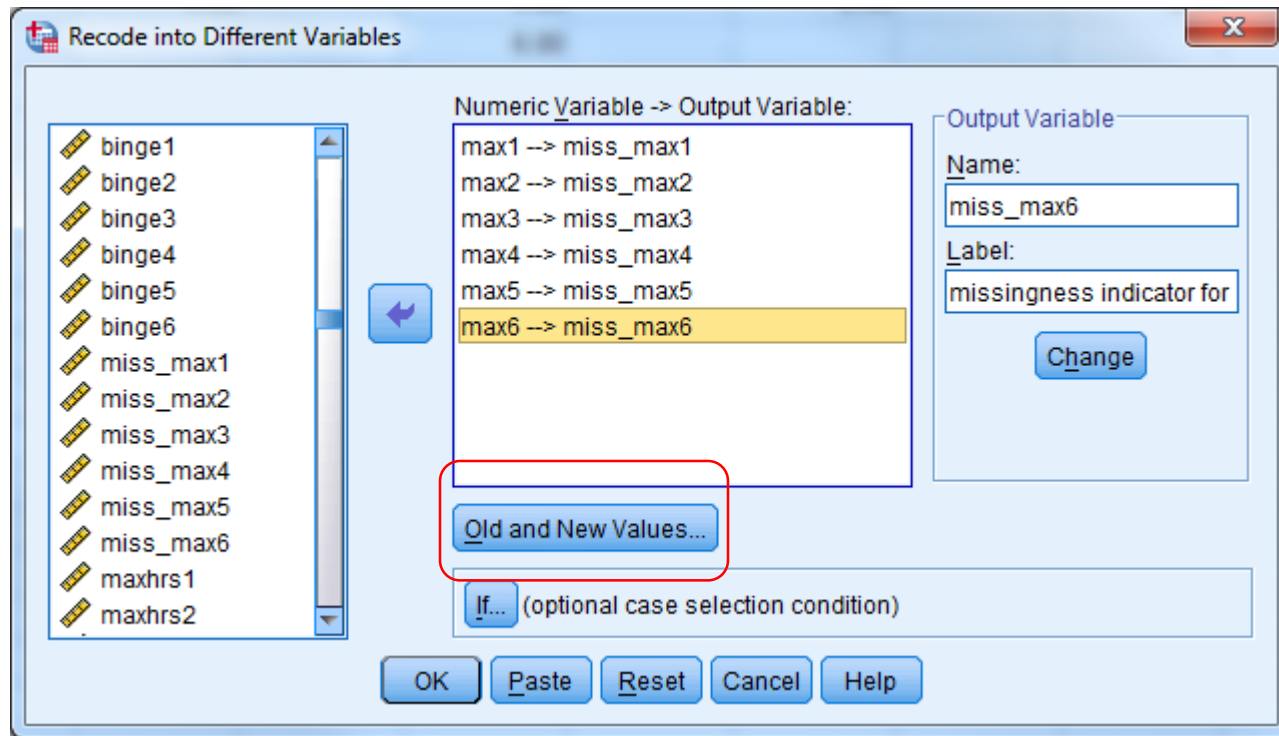 Recode into Different Variables
binge1
binge2
binge3
binge4
binge5
binge6
miss_max1
miss_max2
miss_max3
miss_max4
miss_max5
miss_max6
maxhrs1
maxhrs2
Numeric Variable -> Output Variable:
max1 --> miss_max1
max2 --> miss_max2
max3 --> miss_max3
max4 --> miss_max4
max5 --> miss_max5
max6 --> miss_max6
Old and New Values...
If... (optional case selection condition)
Output Variable
Name:
miss_max6
Label:
missingness indicator for
Change
OK Paste Reset Cancel Help